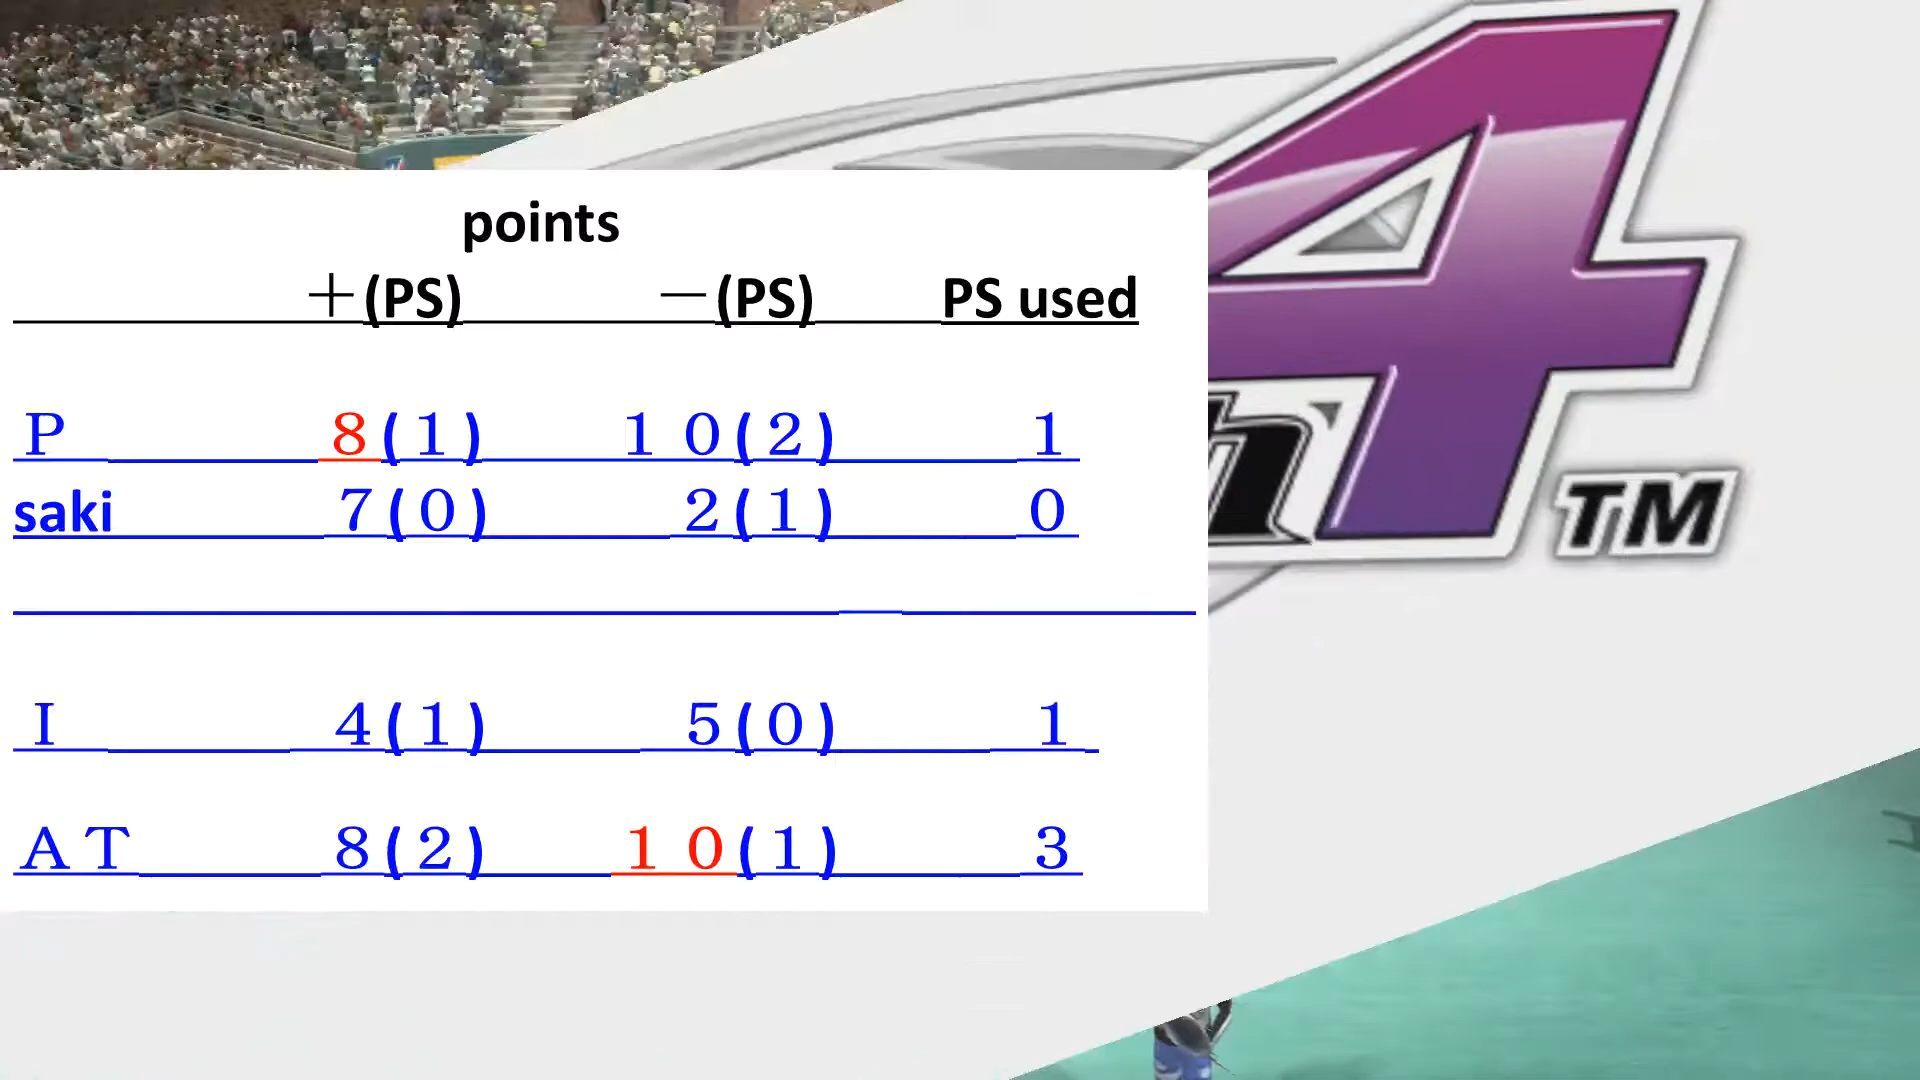 points
＋(PS) －(PS) PS used
Ｐ 8(１) １０(２) １
saki ７(０) ２(１) ０
Ｉ ４(１) ５(０) １
ＡＴ ８(２) １０(１) ３
4
TM